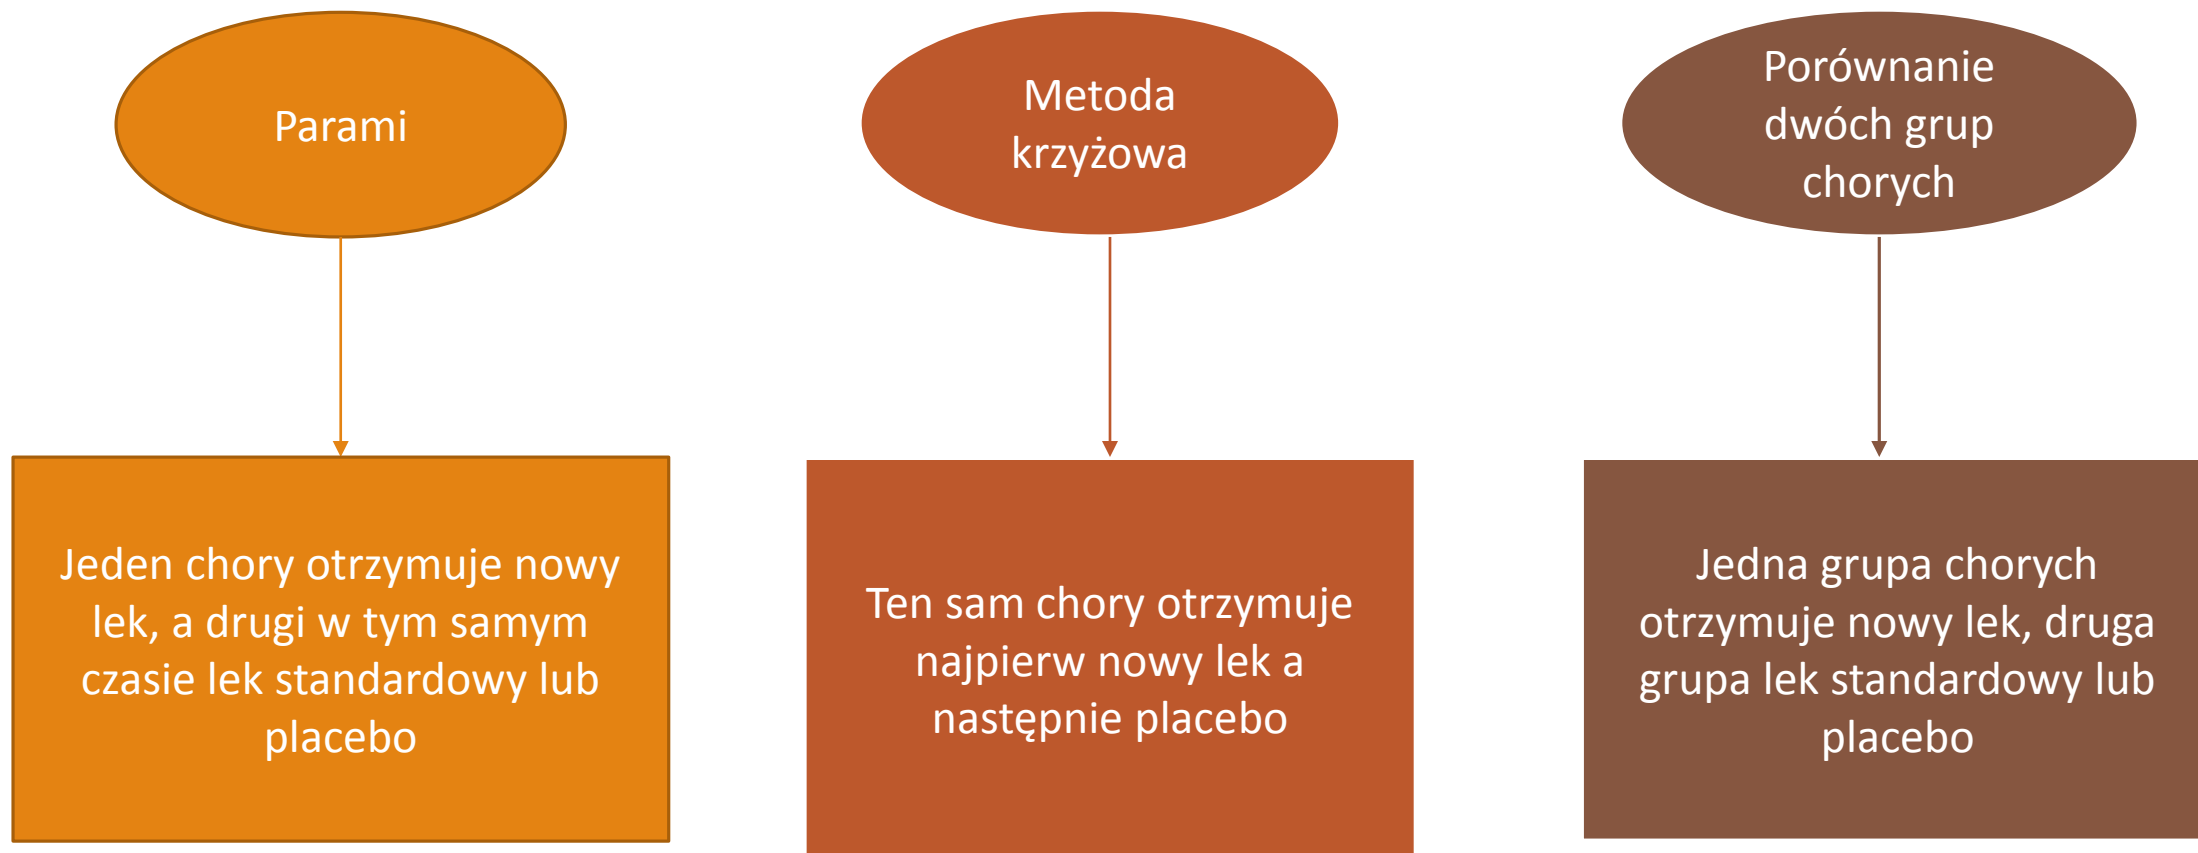 Parami
Metoda
krzyżowa
Porównanie
dwóch grup
chorych
Jeden chory otrzymuje nowy
lek, a drugi w tym samym
czasie lek standardowy lub
placebo
Ten sam chory otrzymuje
najpierw nowy lek a
następnie placebo
Jedna grupa chorych
otrzymuje nowy lek, druga
grupa lek standardowy lub
placebo